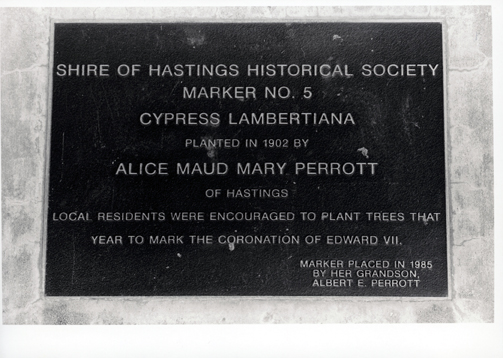 SHIRE OF HASTINGS HISTORICAL SOCIETY
MARKER NO. 5
CYPRESS LAMBERTIANA
PLANTED IN 1902 BY
ALICE MAUD MARY PERROTT
OF HASTINGS
LOCAL RESIDENTS WERE ENCOURAGED TO PLANT TREES THAT
YEAR TO MARK THE CORONATION OF EDWARD VII.
MARKER PLACED IN 1985
BY HER GRANDSON,
ALBERT E. PERROTT